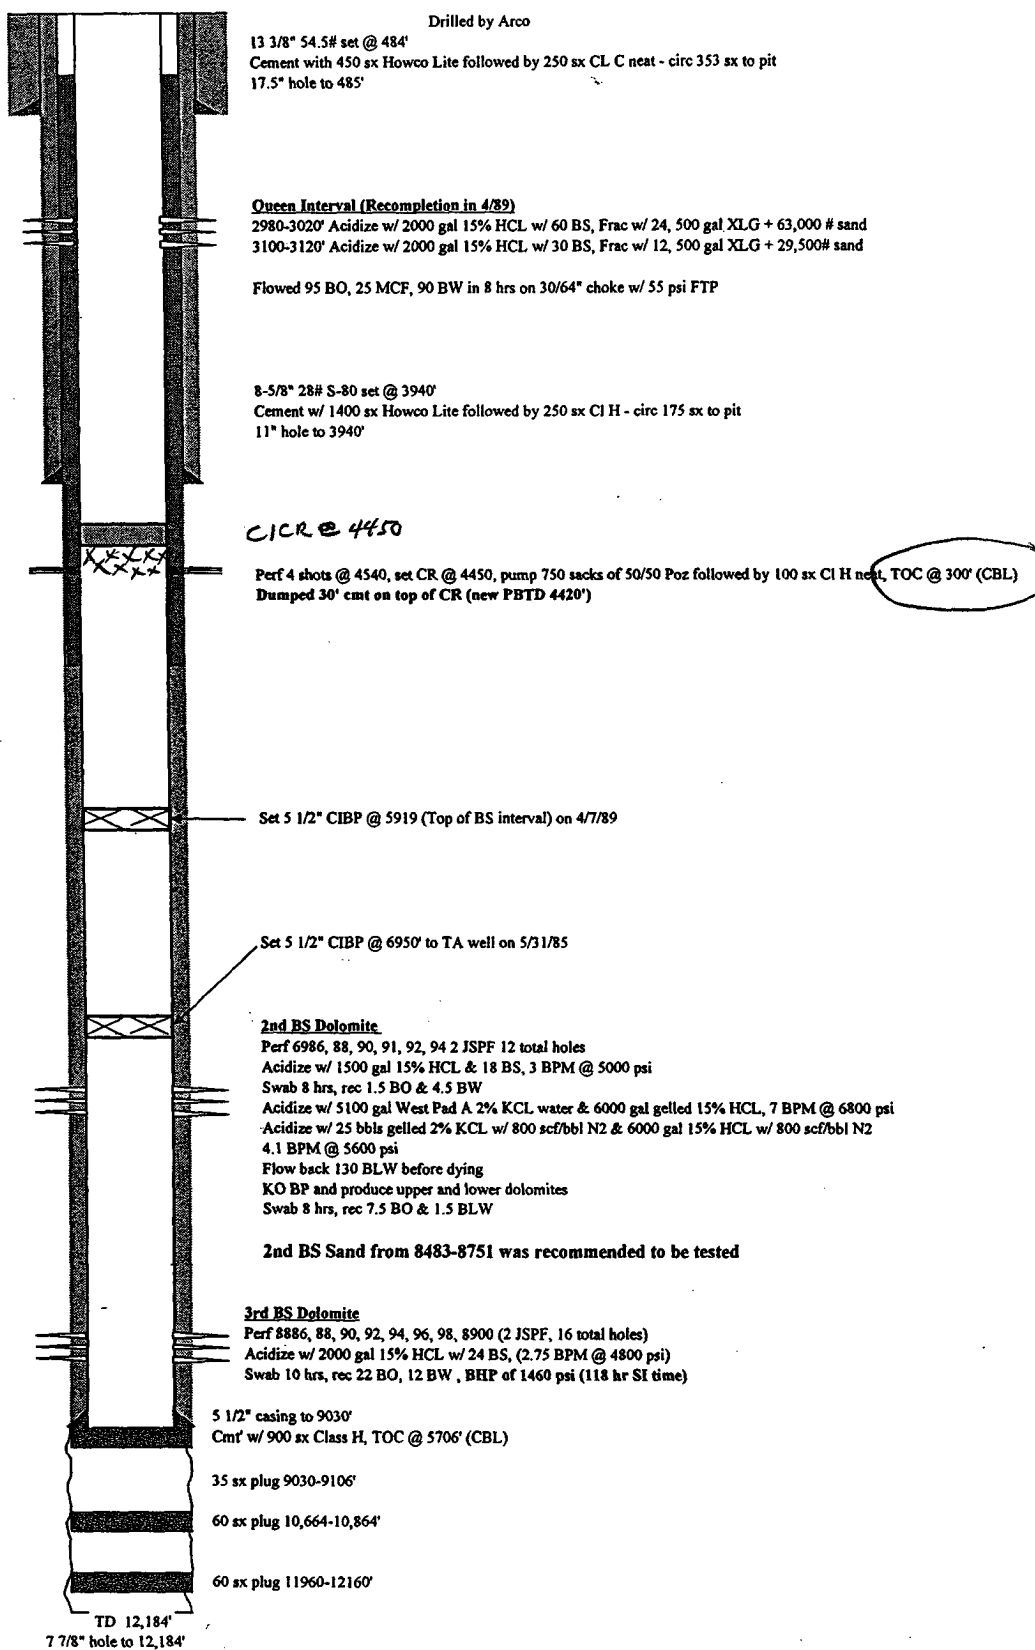 Drilled by Arco
13 3/8" 54.5# set @ 484'
Cement with 450 sx Howco Lite followed by 250 sx CL C neat - circ 353 sx to pit
17.5" hole to 485'
Queen Interval (Recompletion in 4/89)
2980-3020' Acidize w/ 2000 gal 15% HCL w/ 60 BS, Frac w/ 24, 500 gal XLG + 63,000 # sand
3100-3120' Acidize w/ 2000 gal 15% HCL w/ 30 BS, Frac w/ 12, 500 gal XLG + 29,500# sand
Flowed 95 BO, 25 MCF, 90 BW in 8 hrs on 30/64" choke w/ 55 psi FTP
8-5/8" 28# S-80 set @ 3940'
Cement w/ 1400 sx Howco Lite followed by 250 sx Cl H - circ 175 sx to pit
11" hole to 3940'
CICR @ 4450
Perf 4 shots @ 4540, set CR @ 4450, pump 750 sacks of 50/50 Poz followed by 100 sx Cl H neat, TOC @ 300' (CBL)
Dumped 30' cmt on top of CR (new PBTD 4420')
Set 5 1/2" CIBP @ 5919 (Top of BS interval) on 4/7/89
Set 5 1/2" CIBP @ 6950' to TA well on 5/31/85
2nd BS Dolomite
Perf 6986, 88, 90, 91, 92, 94 2 JSPF 12 total holes
Acidize w/ 1500 gal 15% HCL & 18 BS, 3 BPM @ 5000 psi
Swab 8 hrs, rec 1.5 BO & 4.5 BW
Acidize w/ 5100 gal West Pad A 2% KCL water & 6000 gal gelled 15% HCL, 7 BPM @ 6800 psi
Acidize w/ 25 bbls gelled 2% KCL w/ 800 scf/bbl N2 & 6000 gal 15% HCL w/ 800 scf/bbl N2
4.1 BPM @ 5600 psi
Flow back 130 BLW before dying
KO BP and produce upper and lower dolomites
Swab 8 hrs, rec 7.5 BO & 1.5 BLW
2nd BS Sand from 8483-8751 was recommended to be tested
3rd BS Dolomite
Perf 8886, 88, 90, 92, 94, 96, 98, 8900 (2 JSPF, 16 total holes)
Acidize w/ 2000 gal 15% HCL w/ 24 BS, (2.75 BPM @ 4800 psi)
Swab 10 hrs, rec 22 BO, 12 BW , BHP of 1460 psi (118 hr SI time)
5 1/2" casing to 9030'
Cmt' w/ 900 sx Class H, TOC @ 5706' (CBL)
35 sx plug 9030-9106'
60 sx plug 10,664-10,864'
60 sx plug 11960-12160'
TD 12,184'
7 7/8" hole to 12,184'